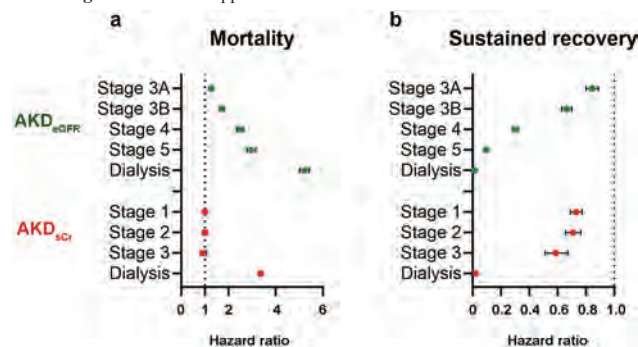 a Mortality
b Sustained recovery
AKDeGFR
Stage 3A
Stage 3B
Stage 4
Stage 5
Dialysis
AKDsCr
Stage 1
Stage 2
Stage 3
Dialysis
0 1 2 4 6
Hazard ratio
Stage 3A
Stage 3B
Stage 4
Stage 5
Dialysis
Stage 1
Stage 2
Stage 3
Dialysis
0 0.2 0.4 0.6 0.8 1.0
Hazard ratio